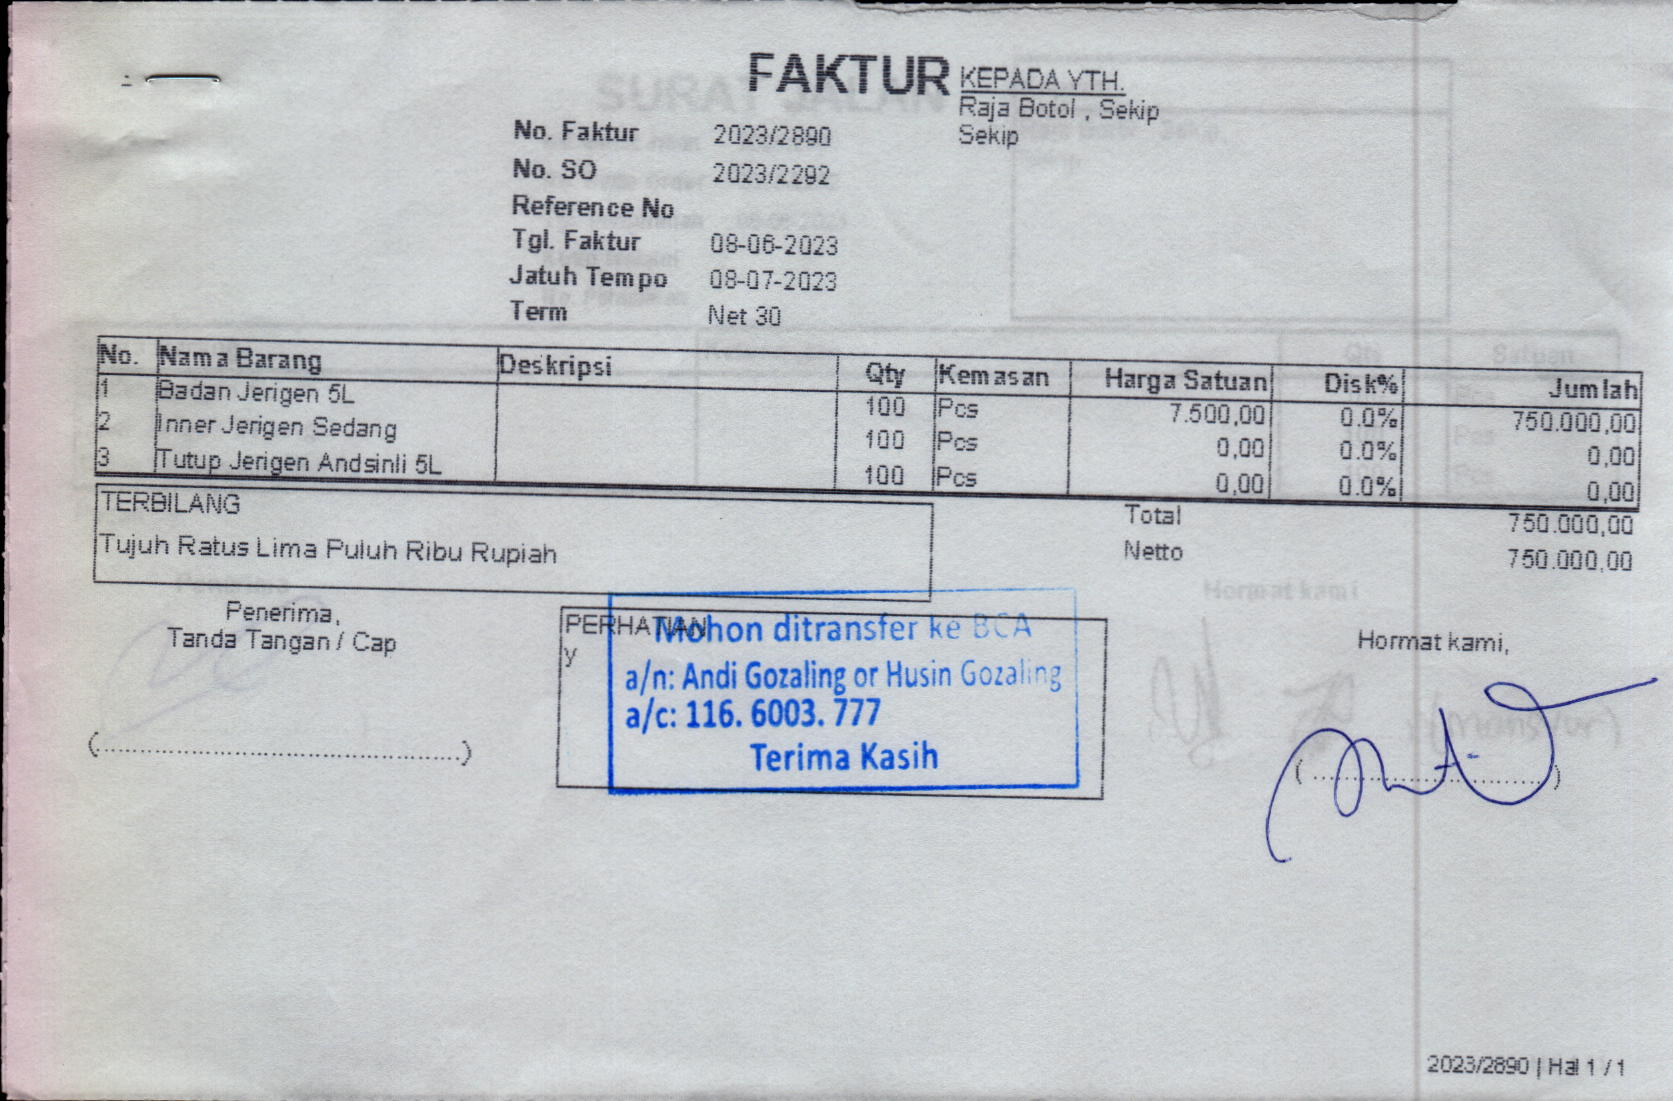 FAKTUR
KEPADA YTH.
Raja Botol , Sekip
Sekip
No. Faktur 2023/2890
No. SO 2023/2292
Reference No
Tgl. Faktur 08-06-2023
Jatuh Tempo 08-07-2023
Term Net 30
No. Nama Barang Deskripsi Qty Kemasan Harga Satuan Disk% Jumlah
1 Badan Jerigen 5L 100 Pcs 7.500,00 0.0% 750.000,00
2 Inner Jerigen Sedang 100 Pcs 0,00 0.0% 0,00
3 Tutup Jerigen Andsinli 5L 100 Pcs 0,00 0.0% 0,00
TERBILANG
Tujuh Ratus Lima Puluh Ribu Rupiah
Total 750.000,00
Netto 750.000,00
Penerima,
Tanda Tangan / Cap
(..........................................)
PERHATIAN
y
Mohon ditransfer ke BCA
a/n: Andi Gozaling or Husin Gozaling
a/c: 116. 6003. 777
Terima Kasih
Hormat kami,
(..........................................)
2023/2890 | Hal 1 / 1